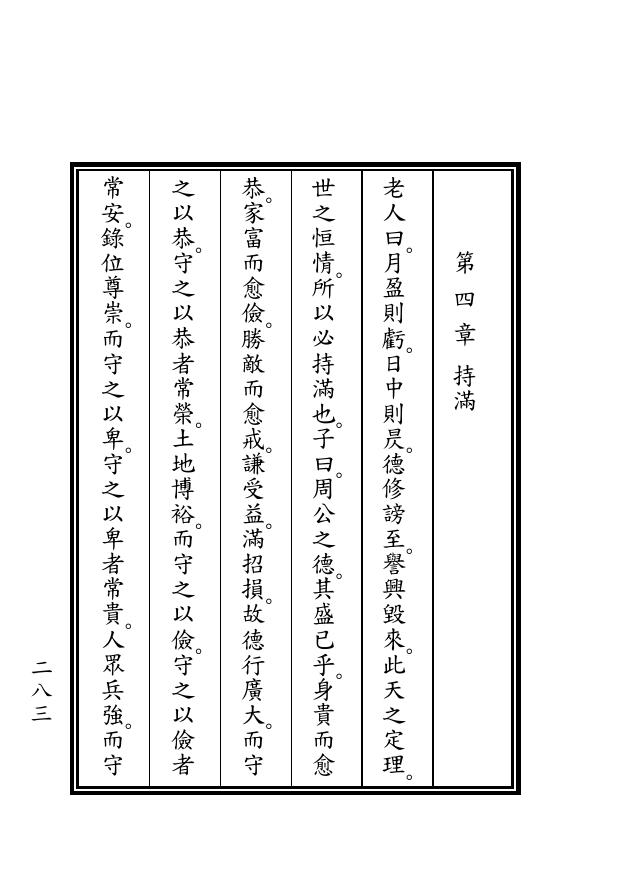 第四章 持滿
老人曰。月盈則虧。日中則昃。德修謗至。譽興毀來。此天之定理。
世之恒情。所以必持滿也。子曰。周公之德。其盛已乎。身貴而愈
恭。家富而愈儉。勝敵而愈戒。謙受益。滿招損。故德行廣大。而守
之以恭。守之以恭者常榮。土地博裕。而守之以儉。守之以儉者
常安。錄位尊崇。而守之以卑。守之以卑者常貴。人眾兵強。而守
二八三